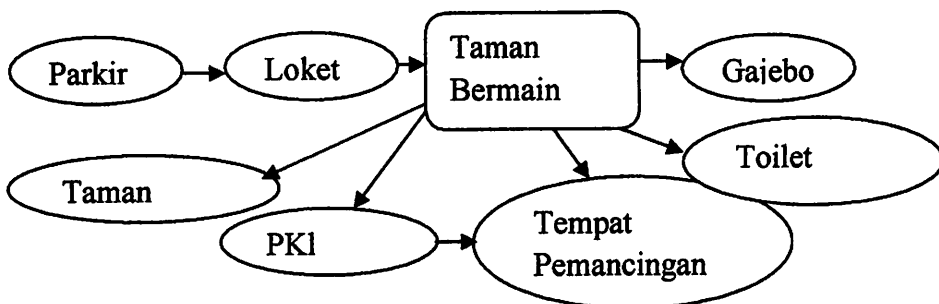 Parkir
Loket
Taman
Bermain
Gajebo
Taman
PKl
Tempat
Pemancingan
Toilet